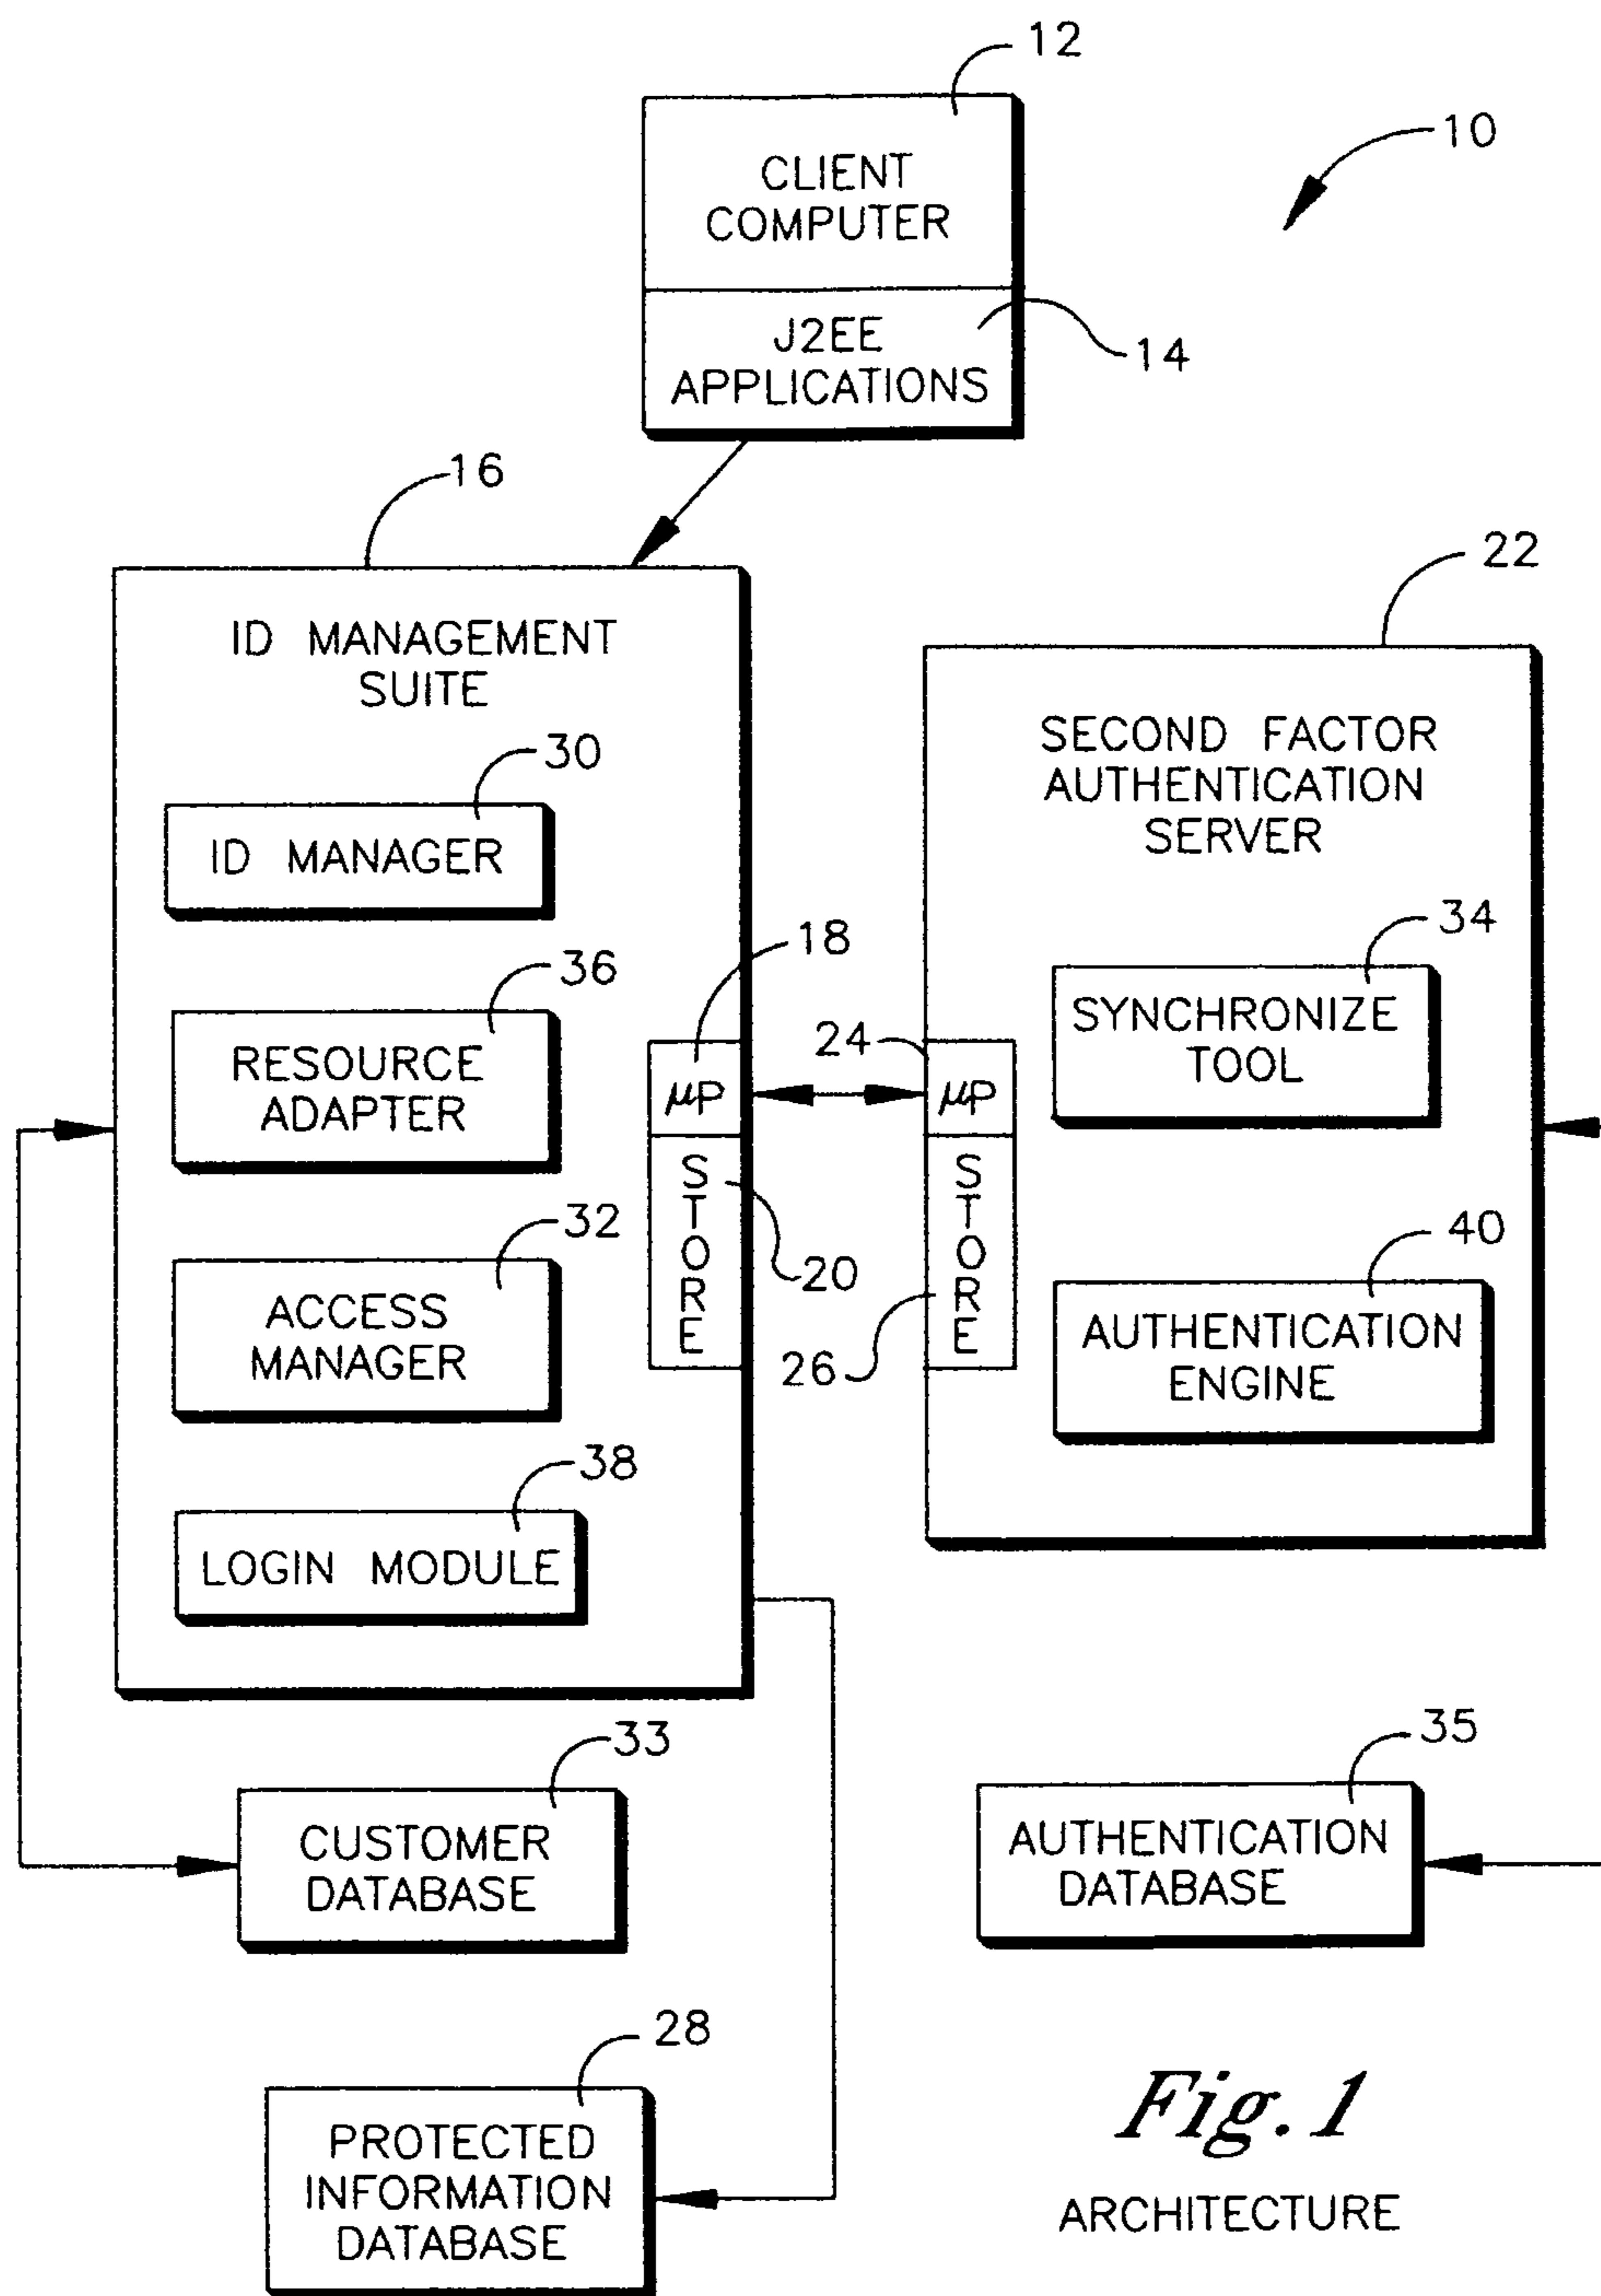 12
10
CLIENT
COMPUTER
J2EE
APPLICATIONS
14
16
ID MANAGEMENT
SUITE
30
ID MANAGER
36
RESOURCE
ADAPTER
32
ACCESS
MANAGER
38
LOGIN MODULE
18
µP
STORE
20
22
SECOND FACTOR
AUTHENTICATION
SERVER
34
SYNCHRONIZE
TOOL
24
µP
STORE
26
40
AUTHENTICATION
ENGINE
33
CUSTOMER
DATABASE
35
AUTHENTICATION
DATABASE
28
PROTECTED
INFORMATION
DATABASE
Fig. 1
ARCHITECTURE